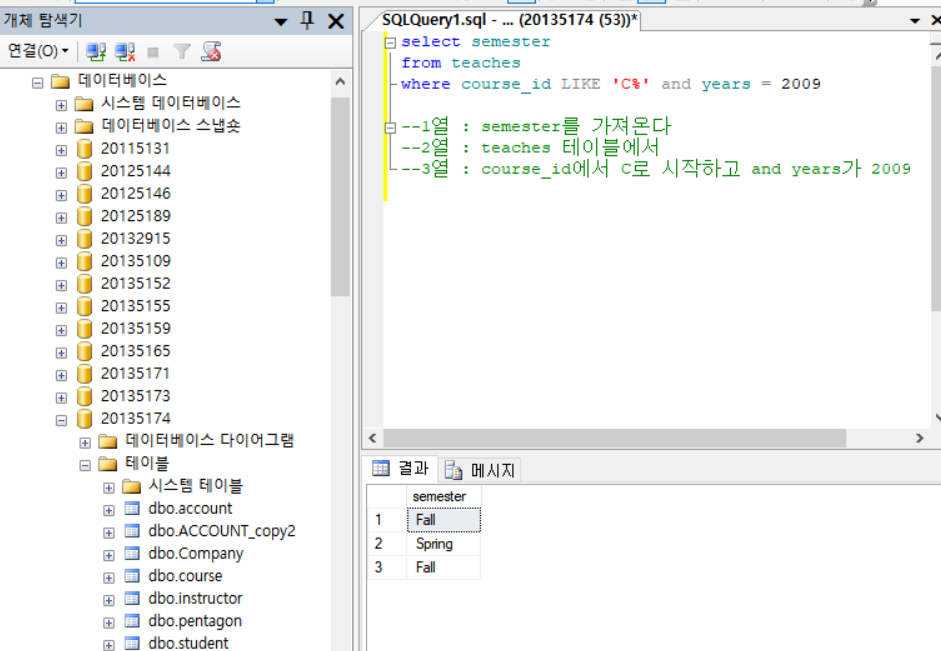 개체 탐색기
연결(O)
데이터베이스
시스템 데이터베이스
데이터베이스 스냅숏
20115131
20125144
20125146
20125189
20132915
20135109
20135152
20135155
20135159
20135165
20135171
20135173
20135174
데이터베이스 다이어그램
테이블
시스템 테이블
dbo.account
dbo.ACCOUNT_copy2
dbo.Company
dbo.course
dbo.instructor
dbo.pentagon
dbo.student
SQLQuery1.sql - ... (20135174 (53))*
select semester
from teaches
where course_id LIKE 'C%' and years = 2009
--1열 : semester를 가져온다
--2열 : teaches 테이블에서
--3열 : course_id에서 C로 시작하고 and years가 2009
결과
메시지
semester
1 Fall
2 Spring
3 Fall